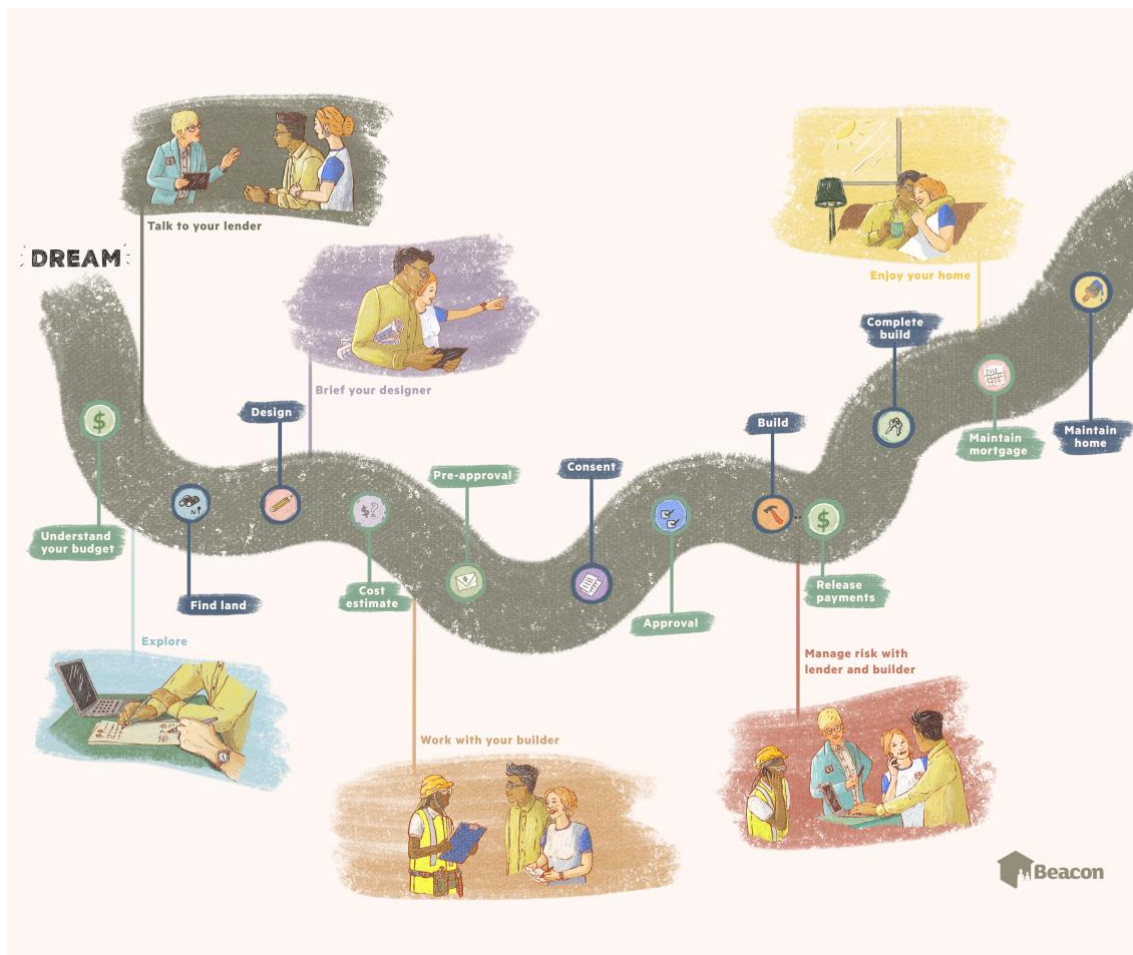 Talk to your lender
DREAM
Enjoy your home
Complete
build
Brief your designer
Design
Build
Maintain
home
Maintain
mortgage
Pre-approval
Consent
Understand
your budget
Find land
Cost
estimate
Release
payments
Approval
Explore
Manage risk with
lender and builder
Work with your builder
Beacon